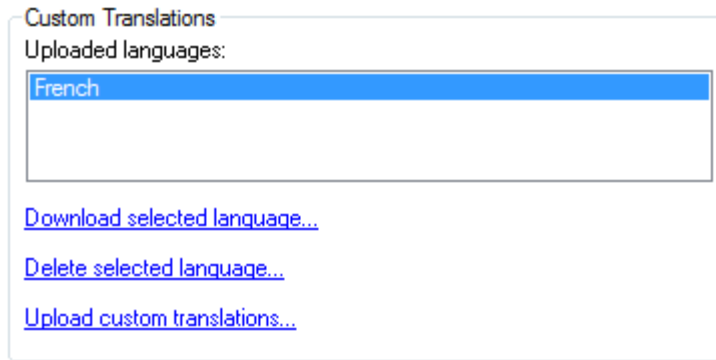 Custom Translations
Uploaded languages:
French
Download selected language...
Delete selected language...
Upload custom translations...